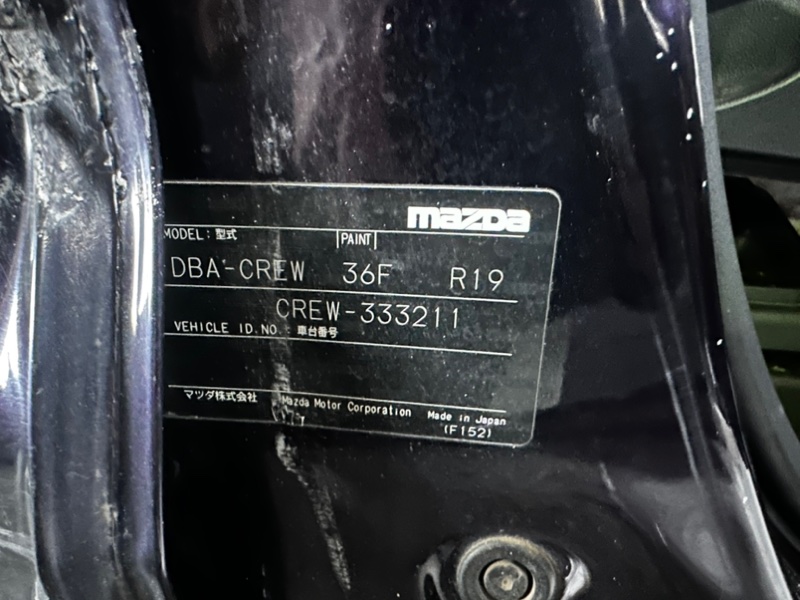 mazda
MODEL : 型式 PAINT
DBA-CREW 36F R19
CREW-333211
VEHICLE ID.NO. : 車台番号
マツダ株式会社 Mazda Motor Corporation Made in Japan
(F152)